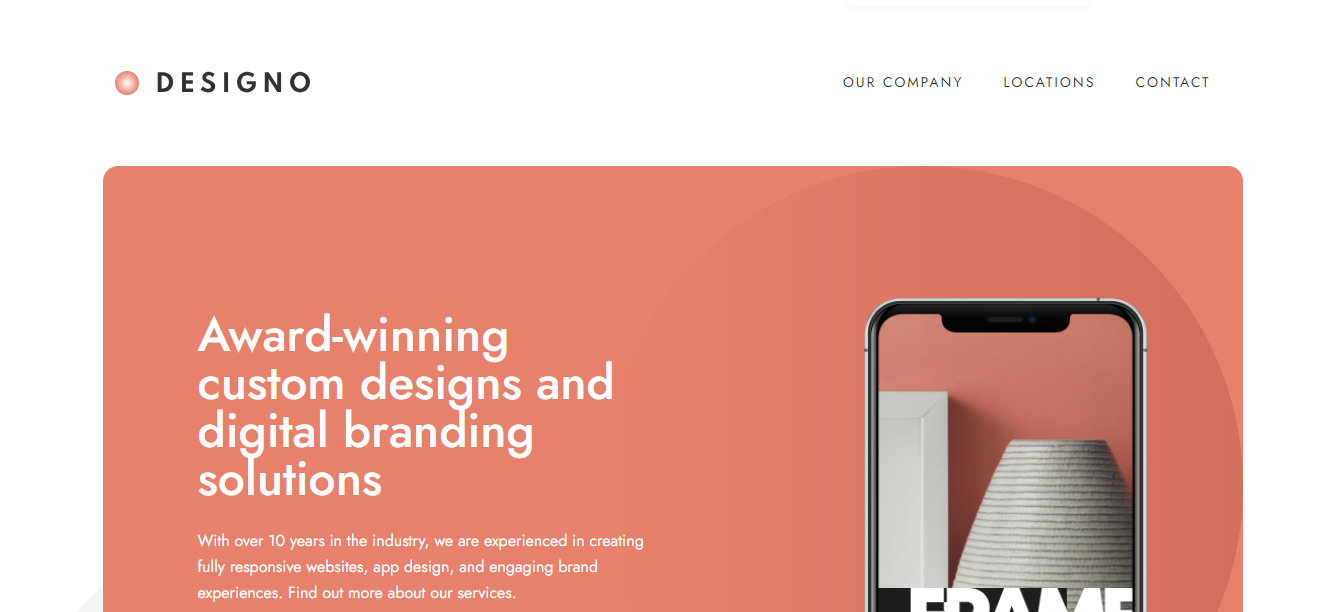 DESIGNO
OUR COMPANY
LOCATIONS
CONTACT
Award-winning
custom designs and
digital branding
solutions
With over 10 years in the industry, we are experienced in creating
fully responsive websites, app design, and engaging brand
experiences. Find out more about our services.
FRAME